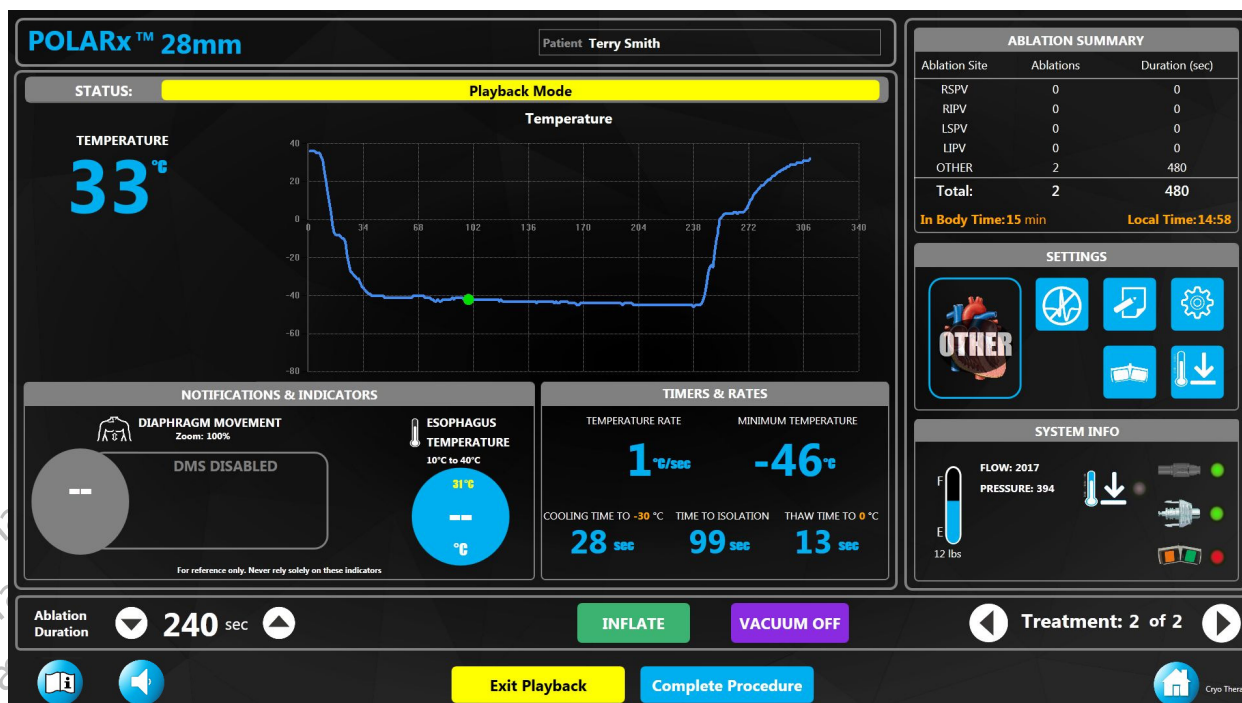 POLARx™ 28mm
Patient Terry Smith
STATUS:
Playback Mode
TEMPERATURE
33°C
Temperature
40
20
0
-20
-40
-60
-80
0 34 68 102 136 170 204 238 272 306 340
NOTIFICATIONS & INDICATORS
DIAPHRAGM MOVEMENT
Zoom: 100%
DMS DISABLED
--
ESOPHAGUS
TEMPERATURE
10°C to 40°C
31°C
--
°C
For reference only. Never rely solely on these indicators
TIMERS & RATES
TEMPERATURE RATE MINIMUM TEMPERATURE
1°C/sec -46°C
COOLING TIME TO -30 °C TIME TO ISOLATION THAW TIME TO 0 °C
28 sec 99 sec 13 sec
ABLATION SUMMARY
Ablation Site Ablations Duration (sec)
RSPV 0 0
RIPV 0 0
LSPV 0 0
LIPV 0 0
OTHER 2 480
Total: 2 480
In Body Time:15 min Local Time:14:58
SETTINGS
OTHER
SYSTEM INFO
F
E
12 lbs
FLOW: 2017
PRESSURE: 394
Ablation
Duration
240 sec
INFLATE
VACUUM OFF
Treatment: 2 of 2
Exit Playback
Complete Procedure